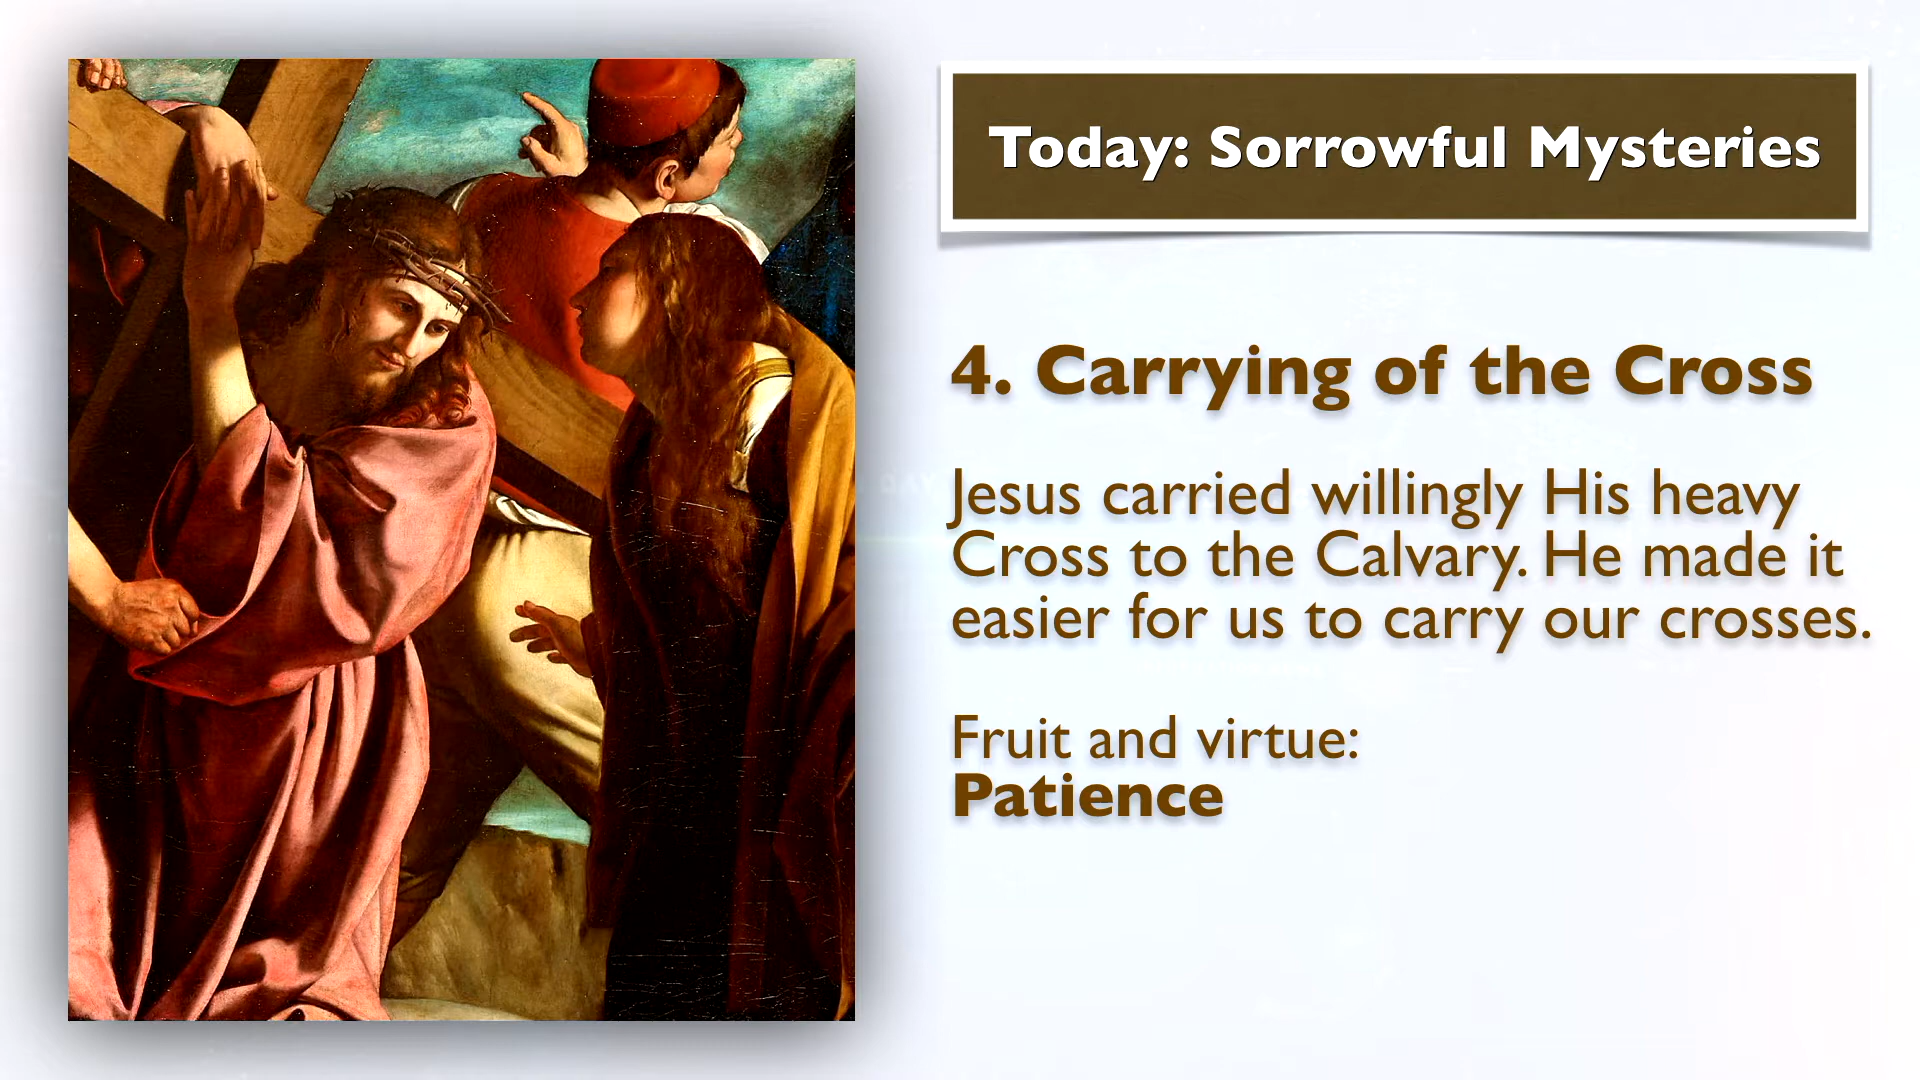 Today: Sorrowful Mysteries
4. Carrying of the Cross
Jesus carried willingly His heavy
Cross to the Calvary. He made it
easier for us to carry our crosses.
Fruit and virtue:
Patience